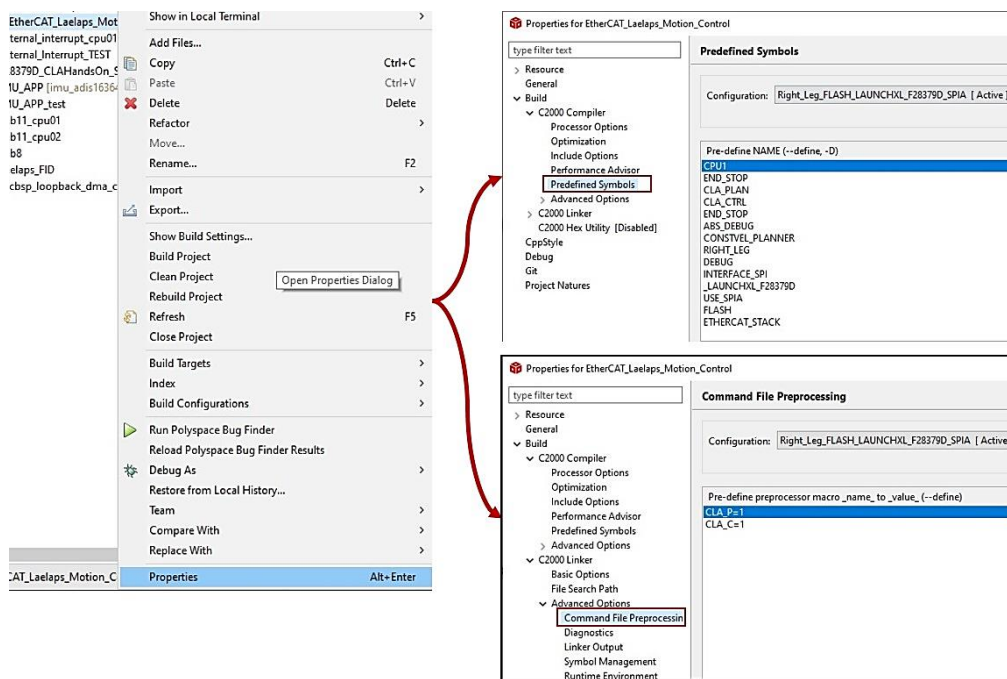 EtherCAT_Laelaps_Mot
ternal_interrupt_cpu01
ternal_Interrupt_TEST
8379D_CLAHandsOn_S
IU_APP [imu_adis1636
IU_APP_test
b11_cpu01
b11_cpu02
b8
elaps_FID
cbsp_loopback_dma_c
CAT_Laelaps_Motion_C
Show in Local Terminal
Add Files...
Copy Ctrl+C
Paste Ctrl+V
Delete Delete
Refactor
Move...
Rename... F2
Import
Export...
Show Build Settings...
Build Project
Clean Project
Open Properties Dialog
Rebuild Project
Refresh F5
Close Project
Build Targets
Index
Build Configurations
Run Polyspace Bug Finder
Reload Polyspace Bug Finder Results
Debug As
Restore from Local History...
Team
Compare With
Replace With
Properties Alt+Enter
Properties for EtherCAT_Laelaps_Motion_Control
type filter text
Resource
General
Build
C2000 Compiler
Processor Options
Optimization
Include Options
Performance Advisor
Predefined Symbols
Advanced Options
C2000 Linker
C2000 Hex Utility [Disabled]
CppStyle
Debug
Git
Project Natures
Predefined Symbols
Configuration: Right_Leg_FLASH_LAUNCHXL_F28379D_SPIA [ Active ]
Pre-define NAME (--define, -D)
CPU1
END_STOP
CLA_PLAN
CLA_CTRL
END_STOP
ABS_DEBUG
CONSTVEL_PLANNER
RIGHT_LEG
DEBUG
INTERFACE_SPI
_LAUNCHXL_F28379D
USE_SPIA
FLASH
ETHERCAT_STACK
Properties for EtherCAT_Laelaps_Motion_Control
type filter text
Resource
General
Build
C2000 Compiler
Processor Options
Optimization
Include Options
Performance Advisor
Predefined Symbols
Advanced Options
C2000 Linker
Basic Options
File Search Path
Advanced Options
Command File Preprocessin
Diagnostics
Linker Output
Symbol Management
Runtime Environment
Command File Preprocessing
Configuration: Right_Leg_FLASH_LAUNCHXL_F28379D_SPIA [ Active
Pre-define preprocessor macro _name_ to _value_ (--define)
CLA_P=1
CLA_C=1